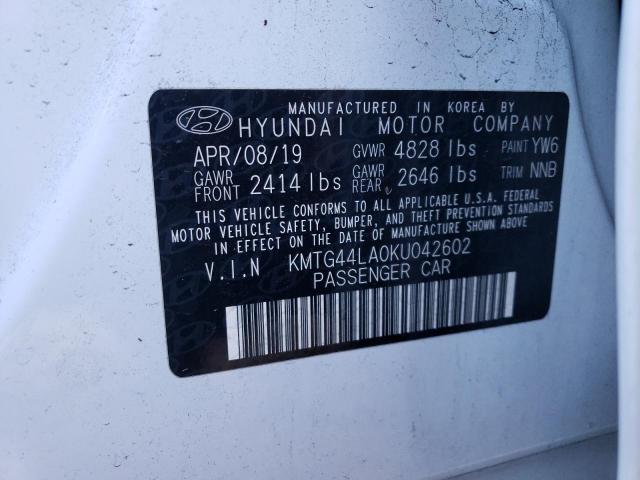 MANUFACTURED IN KOREA BY
HYUNDAI MOTOR COMPANY
APR/08/19 GVWR 4828 lbs PAINT YW6
GAWR FRONT 2414 lbs GAWR REAR 2646 lbs TRIM NNB
THIS VEHICLE CONFORMS TO ALL APPLICABLE U.S.A. FEDERAL
MOTOR VEHICLE SAFETY, BUMPER, AND THEFT PREVENTION STANDARDS
IN EFFECT ON THE DATE OF MANUFACTURE SHOWN ABOVE.
V.I.N KMTG44LA0KU042602
PASSENGER CAR